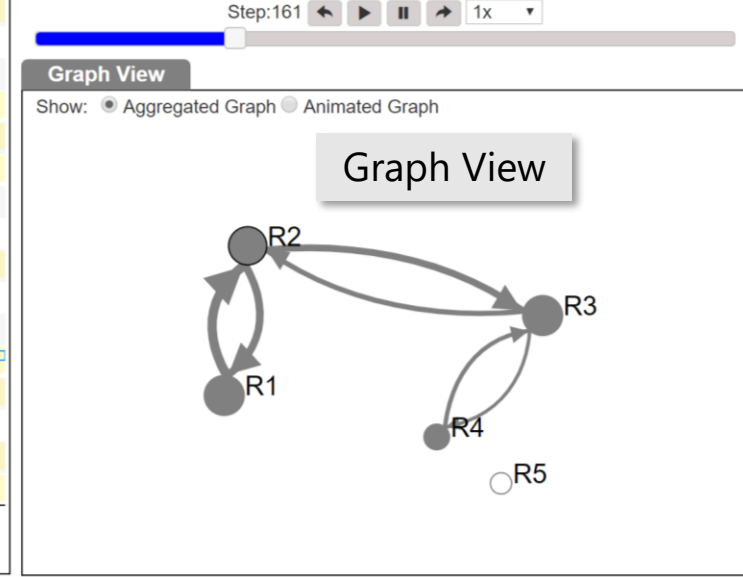 Step:161 1x
Graph View
Show: Aggregated Graph Animated Graph
Graph View
R2
R3
R1
R4
R5